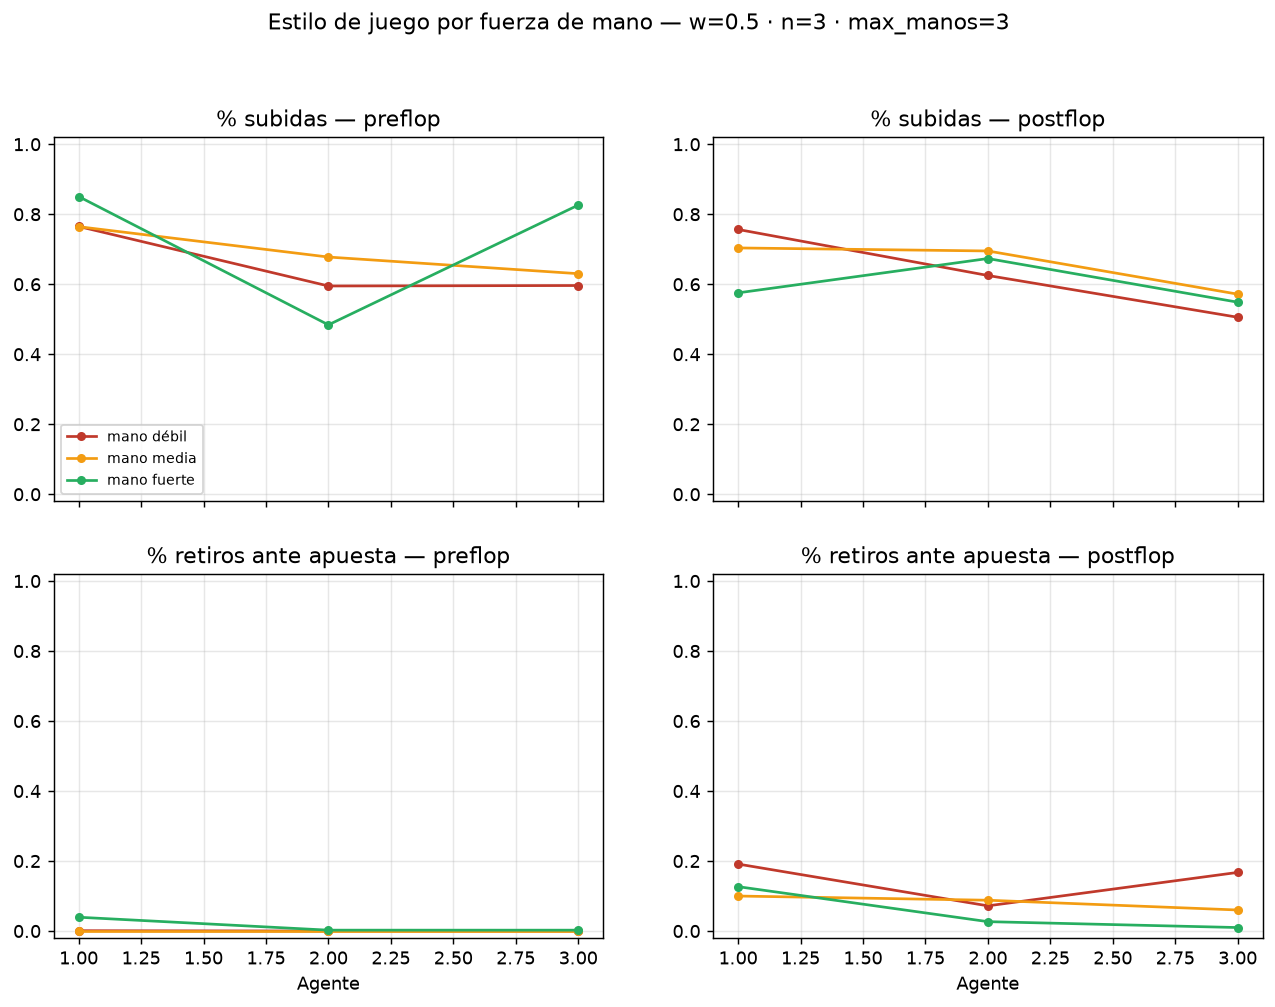 Estilo de juego por fuerza de mano — w=0.5 · n=3 · max_manos=3
% subidas — preflop
1.0
0.8
0.6
0.4
0.2
0.0
mano débil
mano media
mano fuerte
% subidas — postflop
1.0
0.8
0.6
0.4
0.2
0.0
% retiros ante apuesta — preflop
1.0
0.8
0.6
0.4
0.2
0.0
1.00 1.25 1.50 1.75 2.00 2.25 2.50 2.75 3.00
Agente
% retiros ante apuesta — postflop
1.0
0.8
0.6
0.4
0.2
0.0
1.00 1.25 1.50 1.75 2.00 2.25 2.50 2.75 3.00
Agente